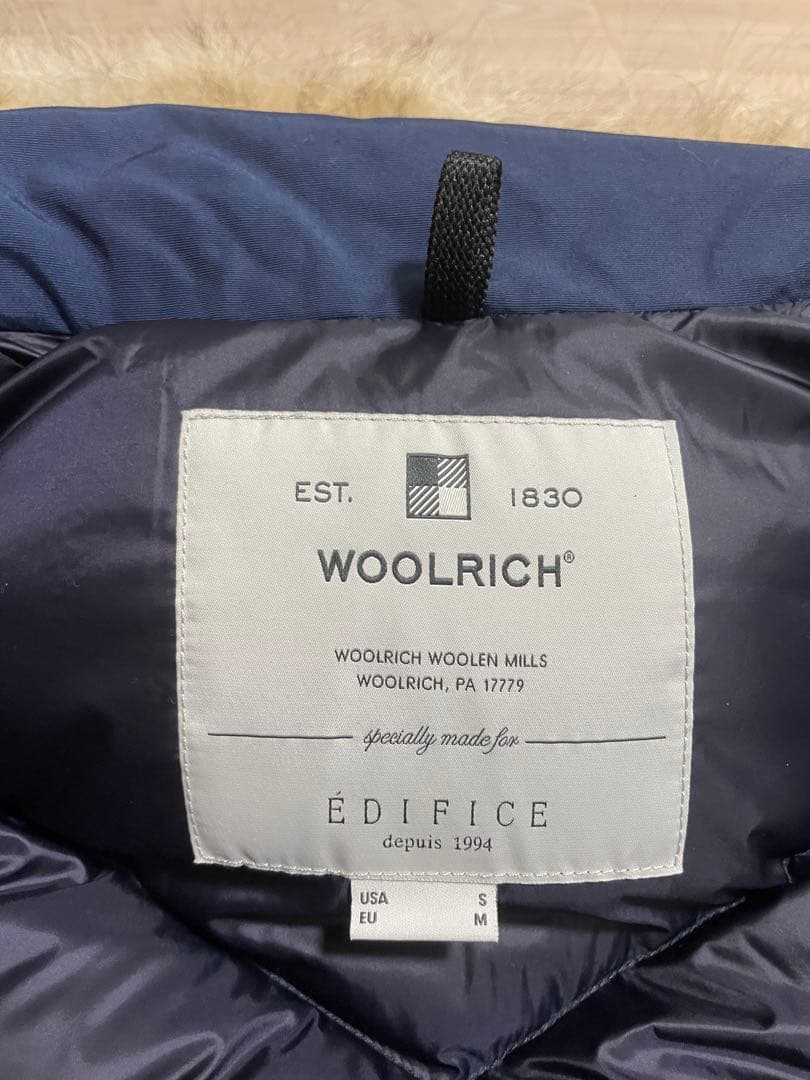 EST. 1830
WOOLRICH®
WOOLRICH WOOLEN MILLS
WOOLRICH, PA 17779
specially made for
ÉDIFICE
depuis 1994
USA S
EU M